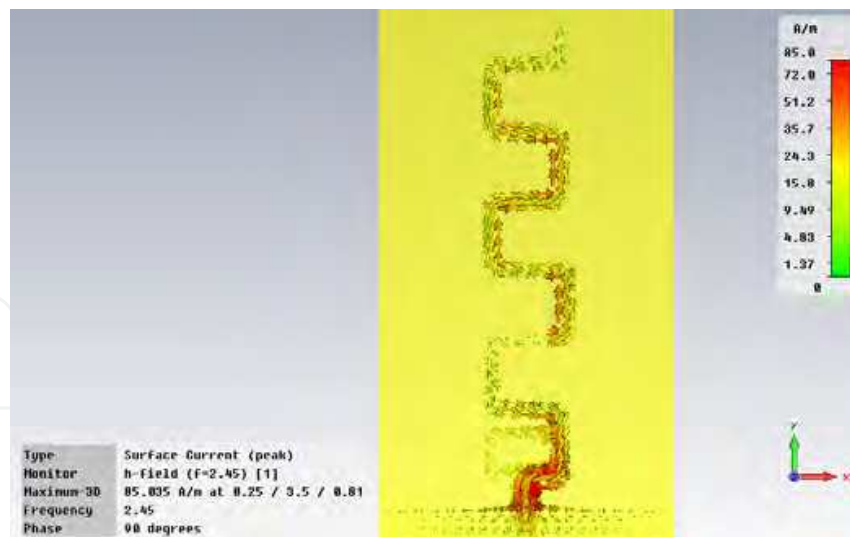 A/m
85.0
72.0
51.2
35.7
24.3
15.0
9.49
4.83
1.37
0
y
x
Type Surface Current (peak)
Monitor h-field (f=2.45) [1]
Maximum-3D 85.035 A/m at 0.25 / 3.5 / 0.81
Frequency 2.45
Phase 90 degrees